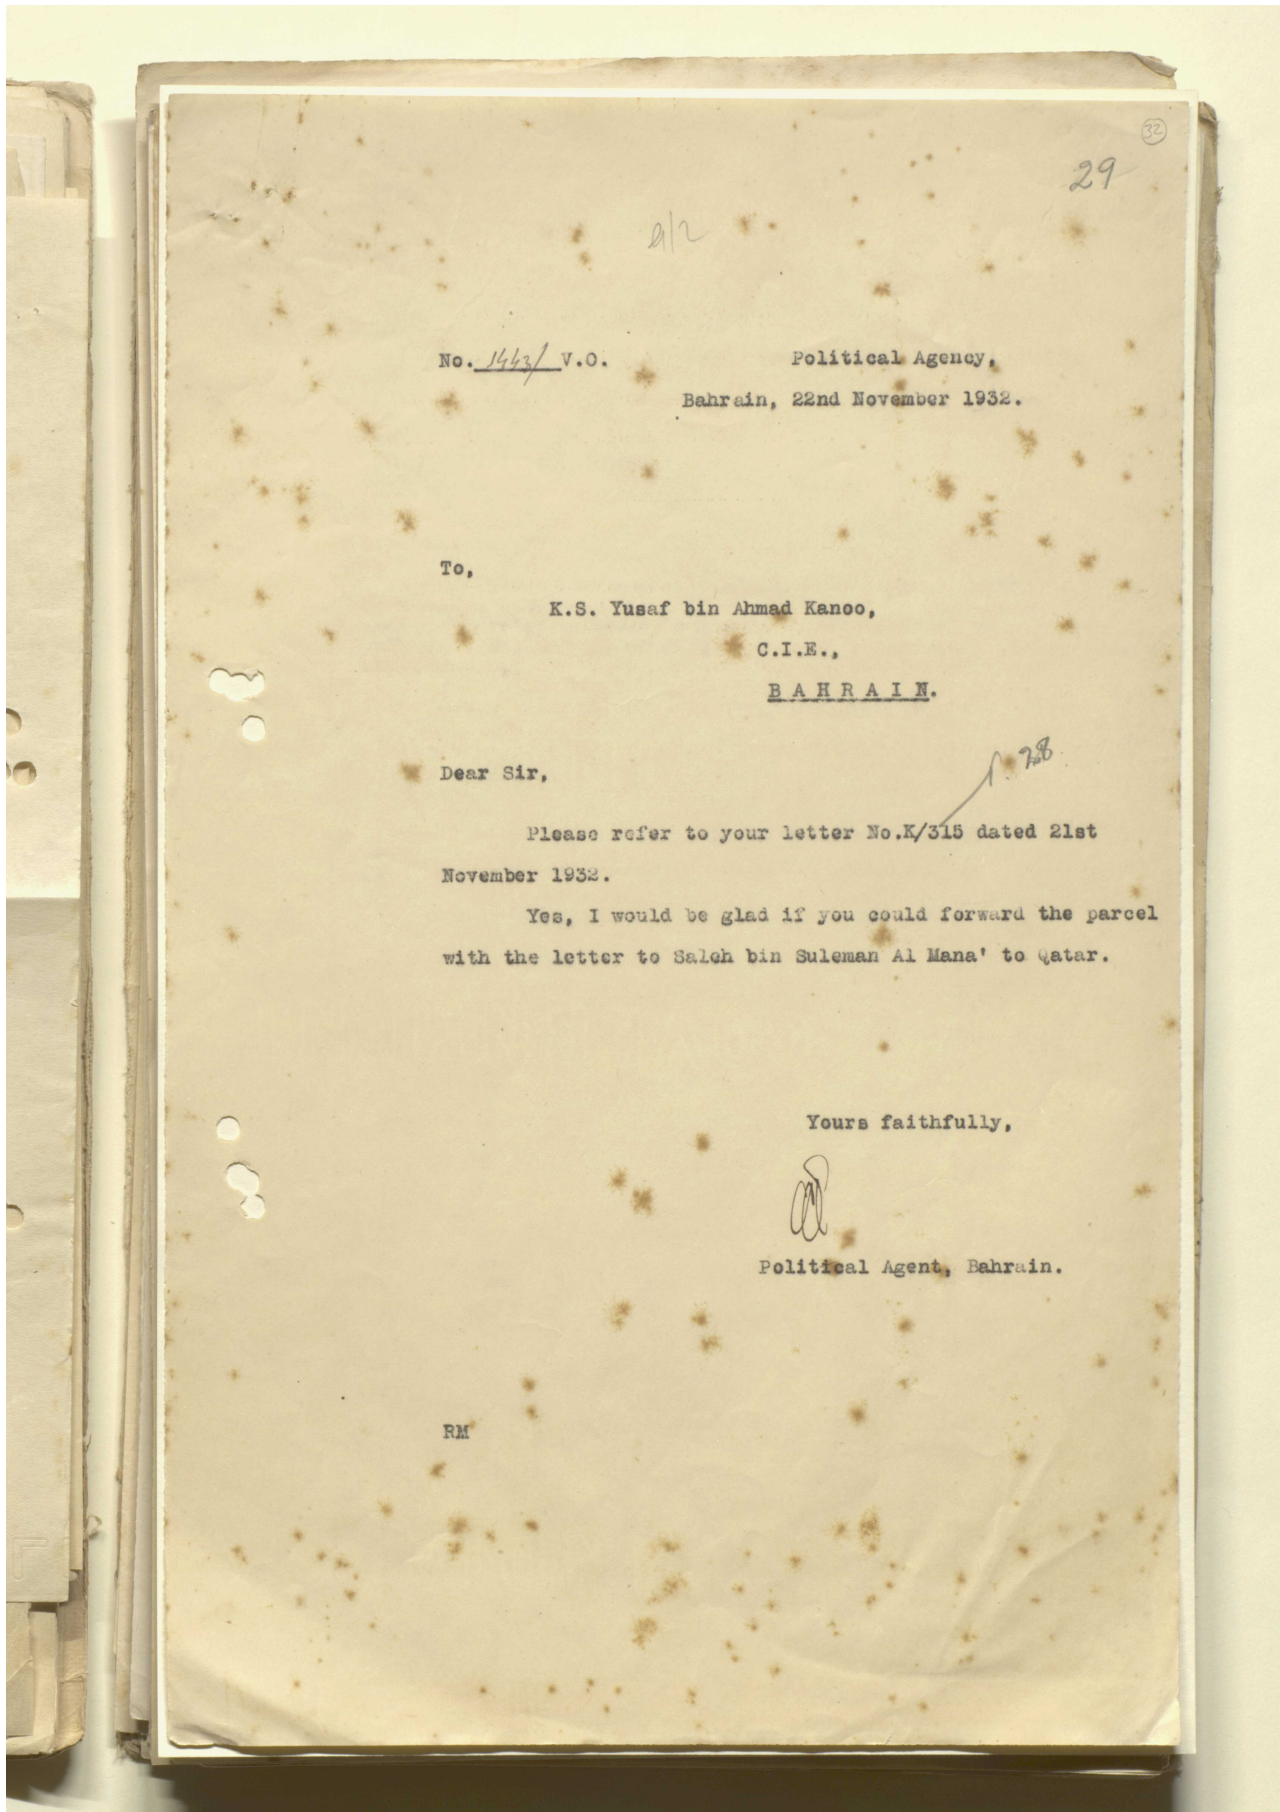 32
29
a/2
No. 1443/ V.O.
Political Agency,
Bahrain, 22nd November 1932.
To,
K.S. Yusaf bin Ahmad Kanoo,
C.I.E.,
BAHRAIN.
Dear Sir,
p. 28
Please refer to your letter No.K/315 dated 21st
November 1932.
Yes, I would be glad if you could forward the parcel
with the letter to Saleh bin Suleman Al Mana' to Qatar.
Yours faithfully,
Political Agent, Bahrain.
RM